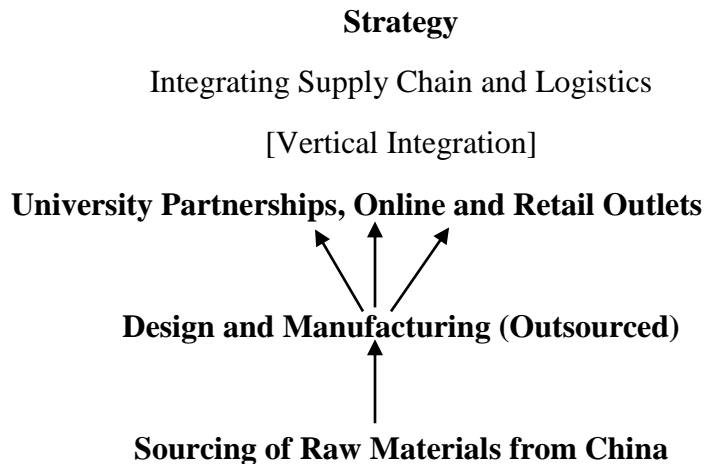 Strategy
Integrating Supply Chain and Logistics
[Vertical Integration]
University Partnerships, Online and Retail Outlets
Design and Manufacturing (Outsourced)
Sourcing of Raw Materials from China